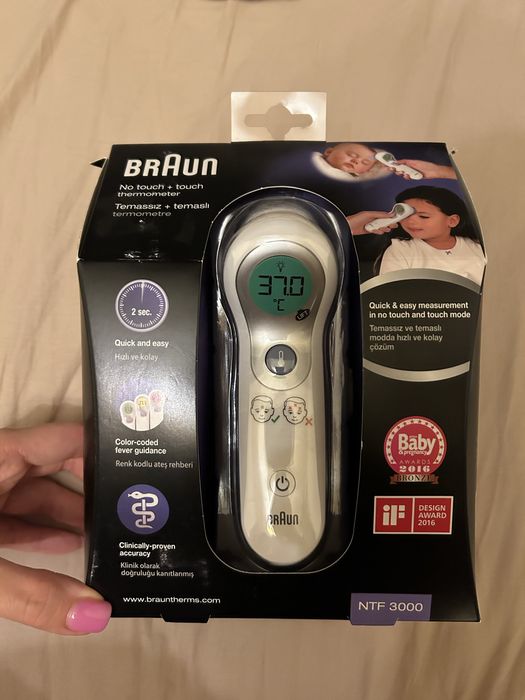 BRAUN
No touch + touch
thermometer
Temassız + temaslı
termometre
37.0
°C
LIFT
2 sec.
Quick and easy
Hızlı ve kolay
Color-coded
fever guidance
Renk kodlu ateş rehberi
Clinically-proven
accuracy
Klinik olarak
doğruluğu kanıtlanmış
www.brauntherms.com
BRAUN
Quick & easy measurement
in no touch and touch mode
Temassız ve temaslı
modda hızlı ve kolay
çözüm
Baby
& pregnancy
AWARDS
2016
BRONZE
iF
DESIGN
AWARD
2016
NTF 3000